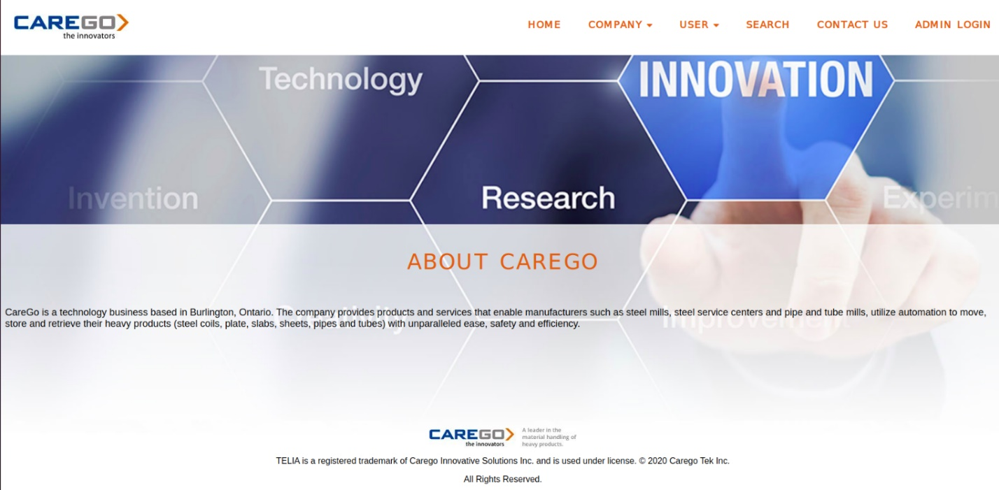 CAREGO
the innovators
HOME COMPANY USER SEARCH CONTACT US ADMIN LOGIN
Technology INNOVATION
Invention Research Experim
ABOUT CAREGO
CareGo is a technology business based in Burlington, Ontario. The company provides products and services that enable manufacturers such as steel mills, steel service centers and pipe and tube mills, utilize automation to move,
store and retrieve their heavy products (steel coils, plate, slabs, sheets, pipes and tubes) with unparalleled ease, safety and efficiency.
Creativity Improvement
CAREGO
the innovators
A leader in the
material handling of
heavy products.
TELIA is a registered trademark of Carego Innovative Solutions Inc. and is used under license. © 2020 Carego Tek Inc.
All Rights Reserved.